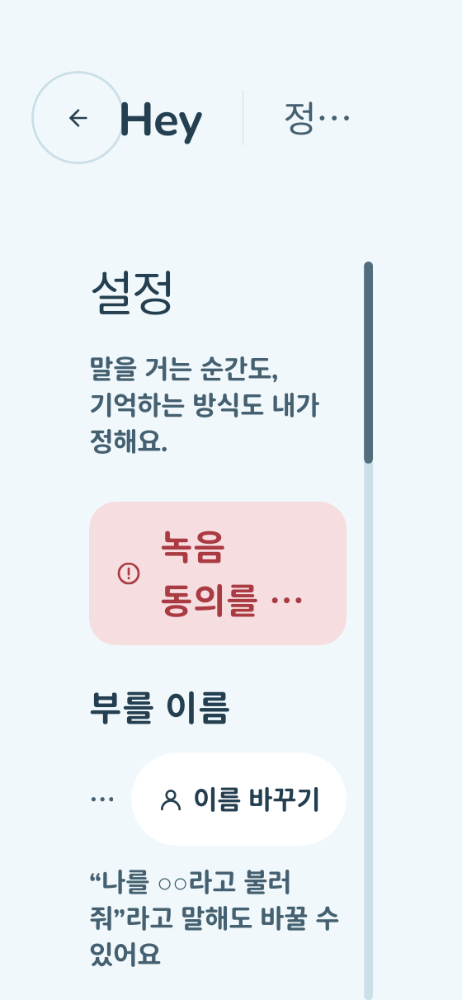 Hey
정…
설정
말을 거는 순간도,
기억하는 방식도 내가
정해요.
녹음
동의를 …
부를 이름
…
이름 바꾸기
“나를 ○○라고 불러
줘”라고 말해도 바꿀 수
있어요